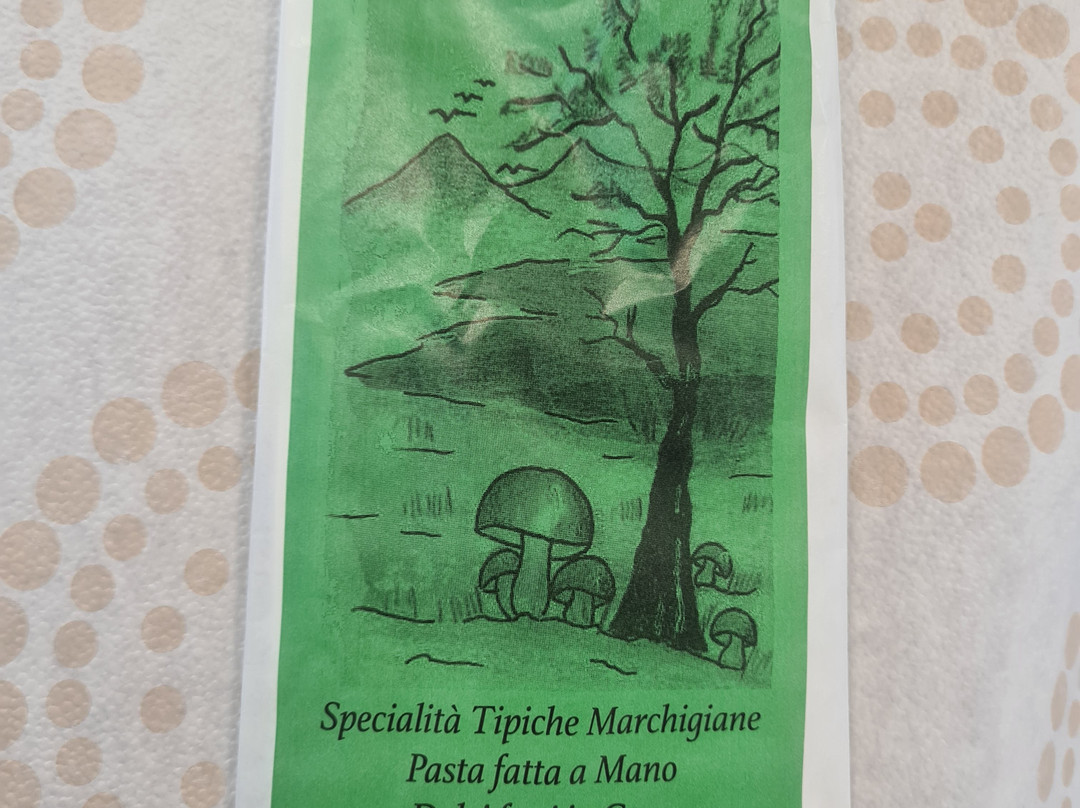 Specialità Tipiche Marchigiane
Pasta fatta a Mano